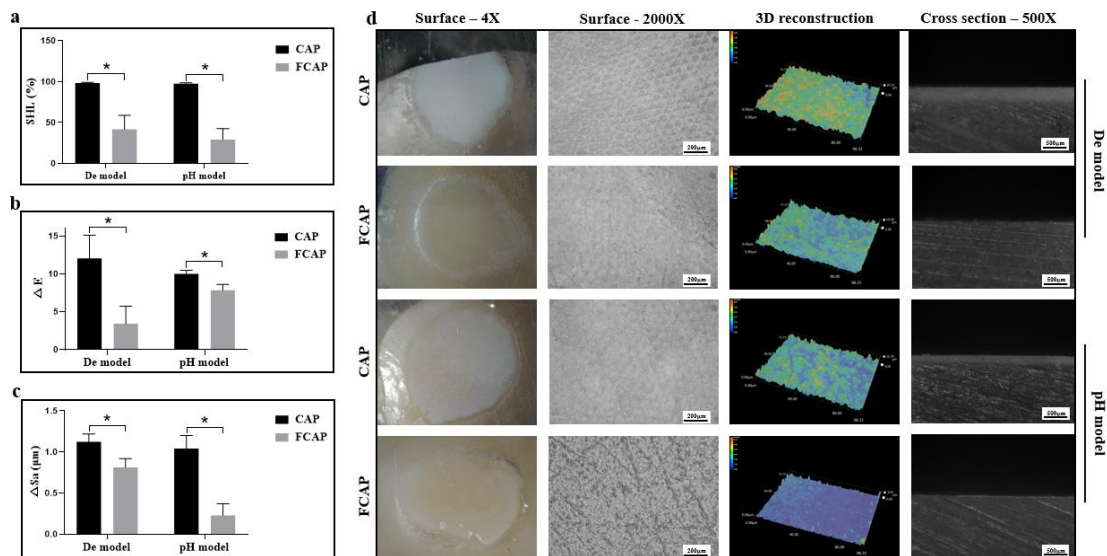 a
150
100
50
0
SHL (%)
*
*
CAP
FCAP
De model
pH model
b
15
10
5
0
△ E
*
*
CAP
FCAP
De model
pH model
c
1.5
1.0
0.5
0.0
△Sa (μm)
*
*
CAP
FCAP
De model
pH model
d
Surface – 4X
Surface - 2000X
3D reconstruction
Cross section – 500X
CAP
200μm
500μm
FCAP
200μm
500μm
De model
CAP
200μm
500μm
FCAP
200μm
500μm
pH model